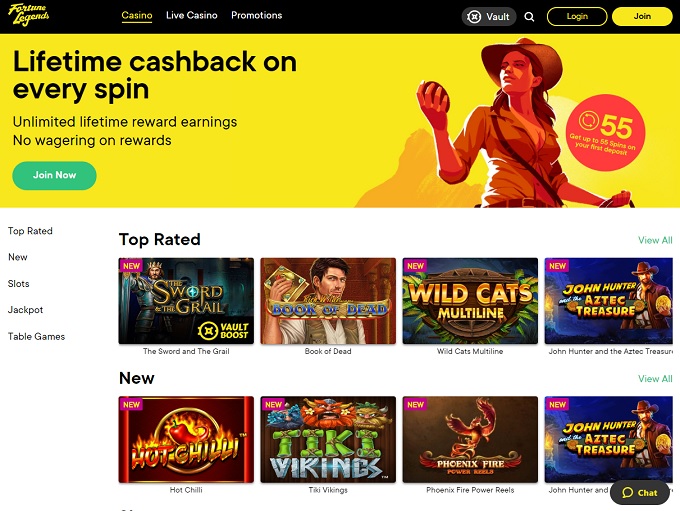 Fortune
Legends
Casino
Live Casino
Promotions
Vault
Login
Join
Lifetime cashback on
every spin
Unlimited lifetime reward earnings
No wagering on rewards
Join Now
55
Get up to 55 Spins on
your first deposit
Top Rated
New
Slots
Jackpot
Table Games
Top Rated
View All
NEW
THE
SWORD
& THE GRAIL
VAULT
BOOST
The Sword and The Grail
BOOK OF DEAD
Book of Dead
NEW
WILD CATS
MULTILINE
Wild Cats Multiline
NEW
JOHN HUNTER
and the AZTEC
TREASURE
John Hunter and the Aztec Treasure
New
View All
NEW
HOT CHILLI™
Hot Chilli
NEW
TIKI
VIKINGS™
Tiki Vikings
NEW
PHOENIX FIRE
POWER REELS
Phoenix Fire Power Reels
NEW
JOHN HUNTER
and the AZTEC
TREASURE
John Hunter and the Aztec
Chat